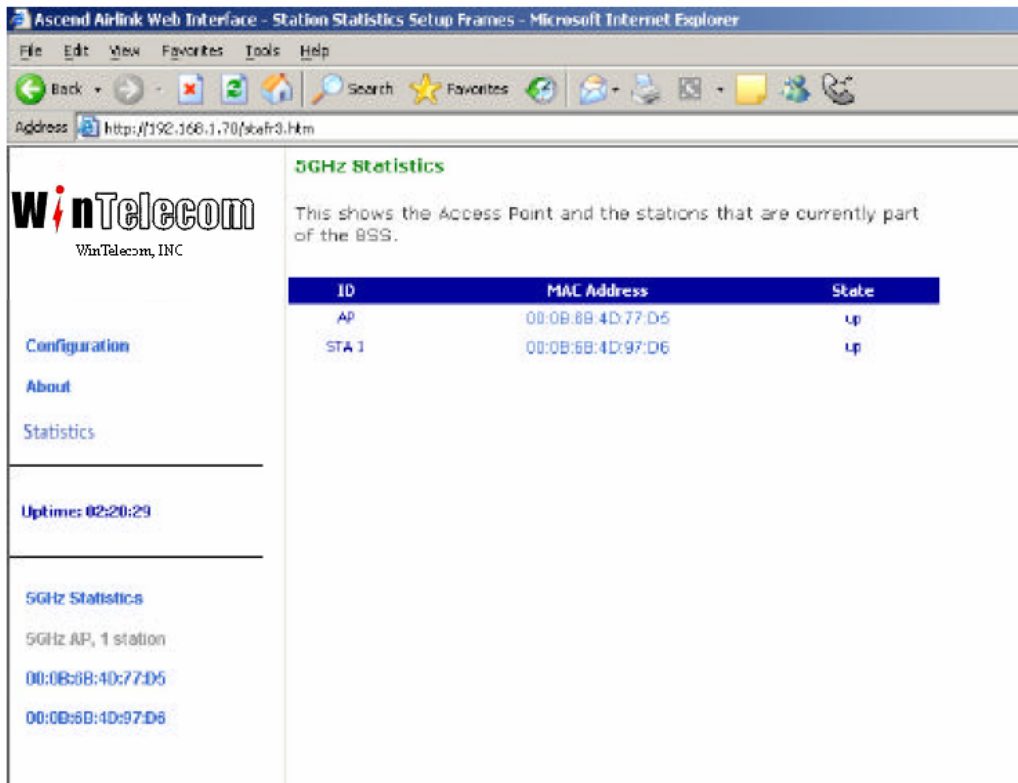 Ascend Airlink Web Interface - Station Statistics Setup Frames - Microsoft Internet Explorer
File Edit View Favorites Tools Help
Back Search Favorites
Address http://192.168.1.70/stafr3.htm
WinTelecom
WinTelecom, INC
Configuration
About
Statistics
Uptime: 02:20:29
5GHz Statistics
5GHz AP, 1 station
00:0B:6B:4D:77:D5
00:0B:6B:4D:97:D6
5GHz Statistics
This shows the Access Point and the stations that are currently part
of the BSS.
ID MAC Address State
AP 00:0B:6B:4D:77:D5 up
STA 1 00:0B:6B:4D:97:D6 up